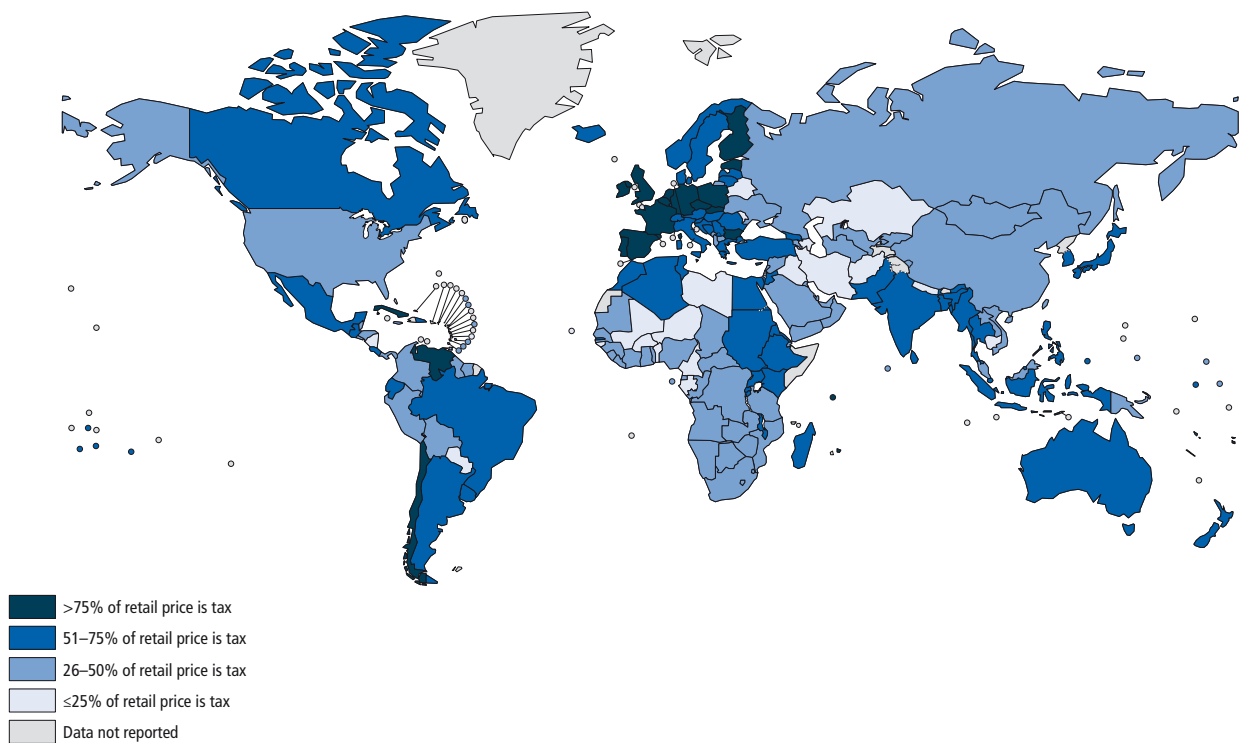 >75% of retail price is tax
51–75% of retail price is tax
26–50% of retail price is tax
≤25% of retail price is tax
Data not reported